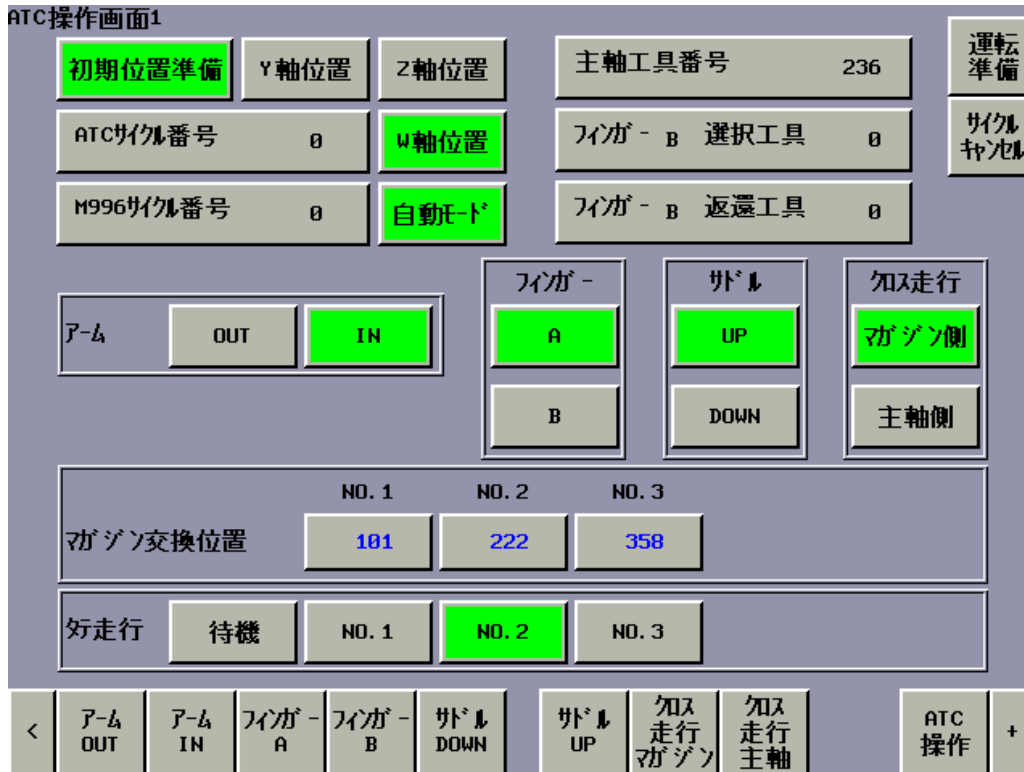 ATC操作画面1
初期位置準備 Y軸位置 Z軸位置 主軸工具番号 236 運転
準備
ATCサイクル番号 0 W軸位置 フィンガー B 選択工具 0 サイクル
キャンセル
M996サイクル番号 0 自動モード フィンガー B 返還工具 0
フィンガー サドル クロス走行
アーム OUT IN A UP マガジン側
B DOWN 主軸側
NO.1 NO.2 NO.3
マガジン交換位置 101 222 358
タテ走行 待機 NO.1 NO.2 NO.3
<
アーム
OUT
アーム
IN
フィンガー
A
フィンガー
B
サドル
DOWN
サドル
UP
クロス
走行
マガジン
クロス
走行
主軸
ATC
操作
+